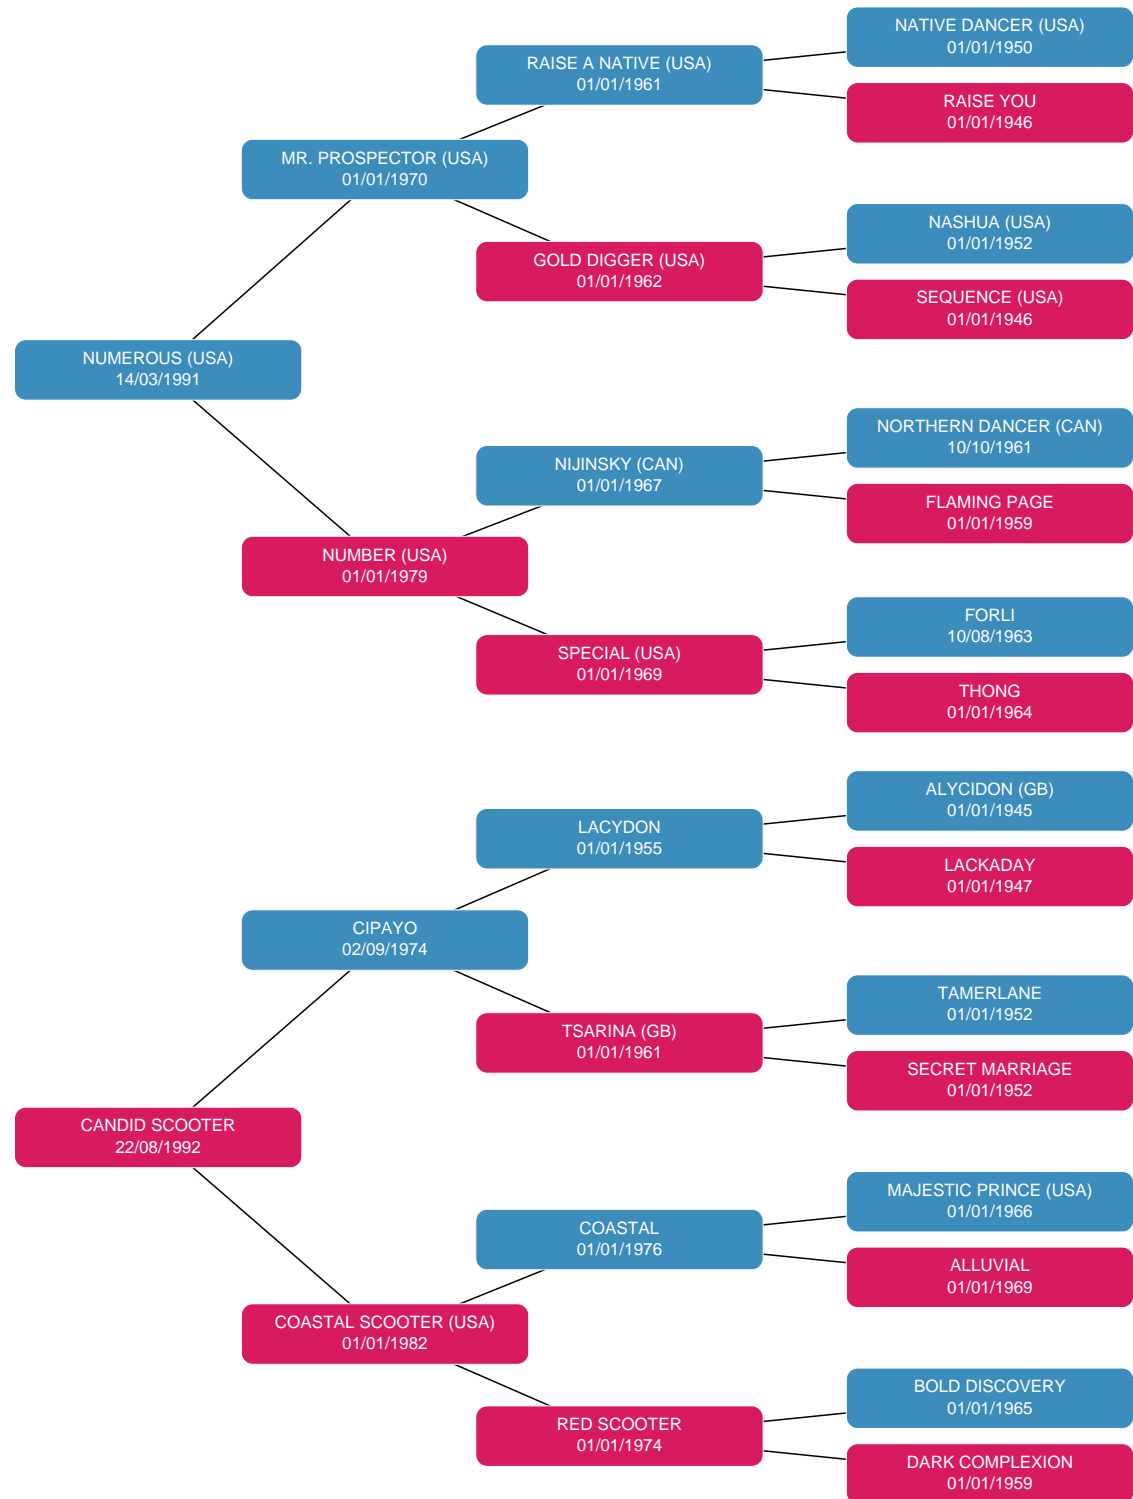 NATIVE DANCER (USA)
01/01/1950
RAISE A NATIVE (USA)
01/01/1961
RAISE YOU
01/01/1946
MR. PROSPECTOR (USA)
01/01/1970
NASHUA (USA)
01/01/1952
GOLD DIGGER (USA)
01/01/1962
SEQUENCE (USA)
01/01/1946
NUMEROUS (USA)
14/03/1991
NORTHERN DANCER (CAN)
10/10/1961
NIJINSKY (CAN)
01/01/1967
FLAMING PAGE
01/01/1959
NUMBER (USA)
01/01/1979
FORLI
10/08/1963
SPECIAL (USA)
01/01/1969
THONG
01/01/1964
ALYCIDON (GB)
01/01/1945
LACYDON
01/01/1955
LACKADAY
01/01/1947
CIPAYO
02/09/1974
TAMERLANE
01/01/1952
TSARINA (GB)
01/01/1961
SECRET MARRIAGE
01/01/1952
CANDID SCOOTER
22/08/1992
MAJESTIC PRINCE (USA)
01/01/1966
COASTAL
01/01/1976
ALLUVIAL
01/01/1969
COASTAL SCOOTER (USA)
01/01/1982
BOLD DISCOVERY
01/01/1965
RED SCOOTER
01/01/1974
DARK COMPLEXION
01/01/1959